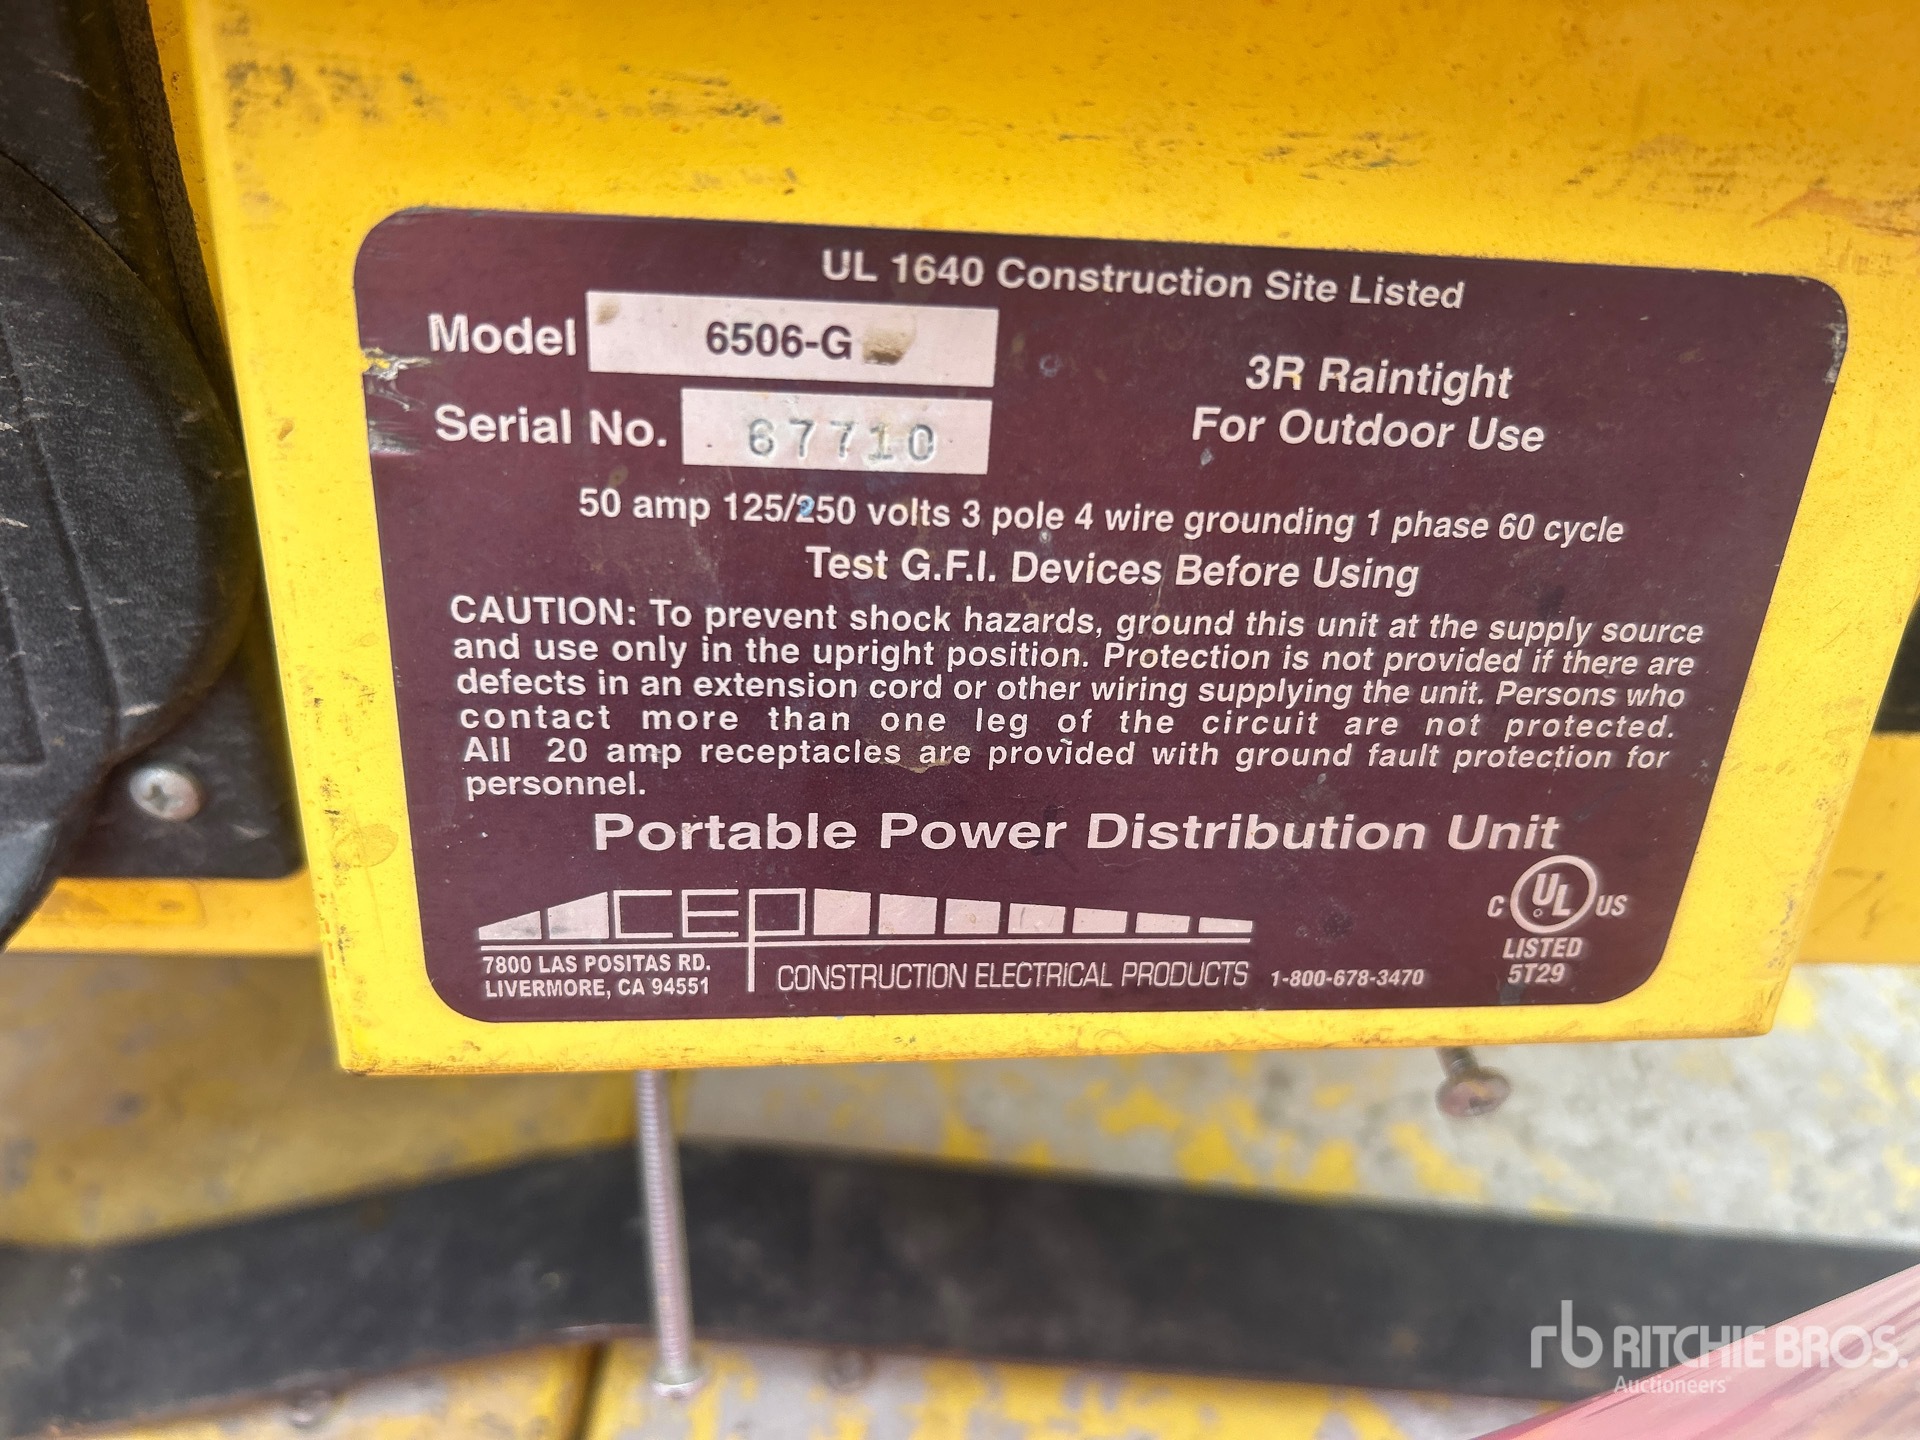 UL 1640 Construction Site Listed
Model 6506-G
3R Raintight
Serial No. 67710
For Outdoor Use
50 amp 125/250 volts 3 pole 4 wire grounding 1 phase 60 cycle
Test G.F.I. Devices Before Using
CAUTION: To prevent shock hazards, ground this unit at the supply source
and use only in the upright position. Protection is not provided if there are
defects in an extension cord or other wiring supplying the unit. Persons who
contact more than one leg of the circuit are not protected.
All 20 amp receptacles are provided with ground fault protection for
personnel.
Portable Power Distribution Unit
CEP
C UL US
LISTED
5T29
7800 LAS POSITAS RD.
LIVERMORE, CA 94551
CONSTRUCTION ELECTRICAL PRODUCTS 1-800-678-3470
rb RITCHIE BROS.
Auctioneers